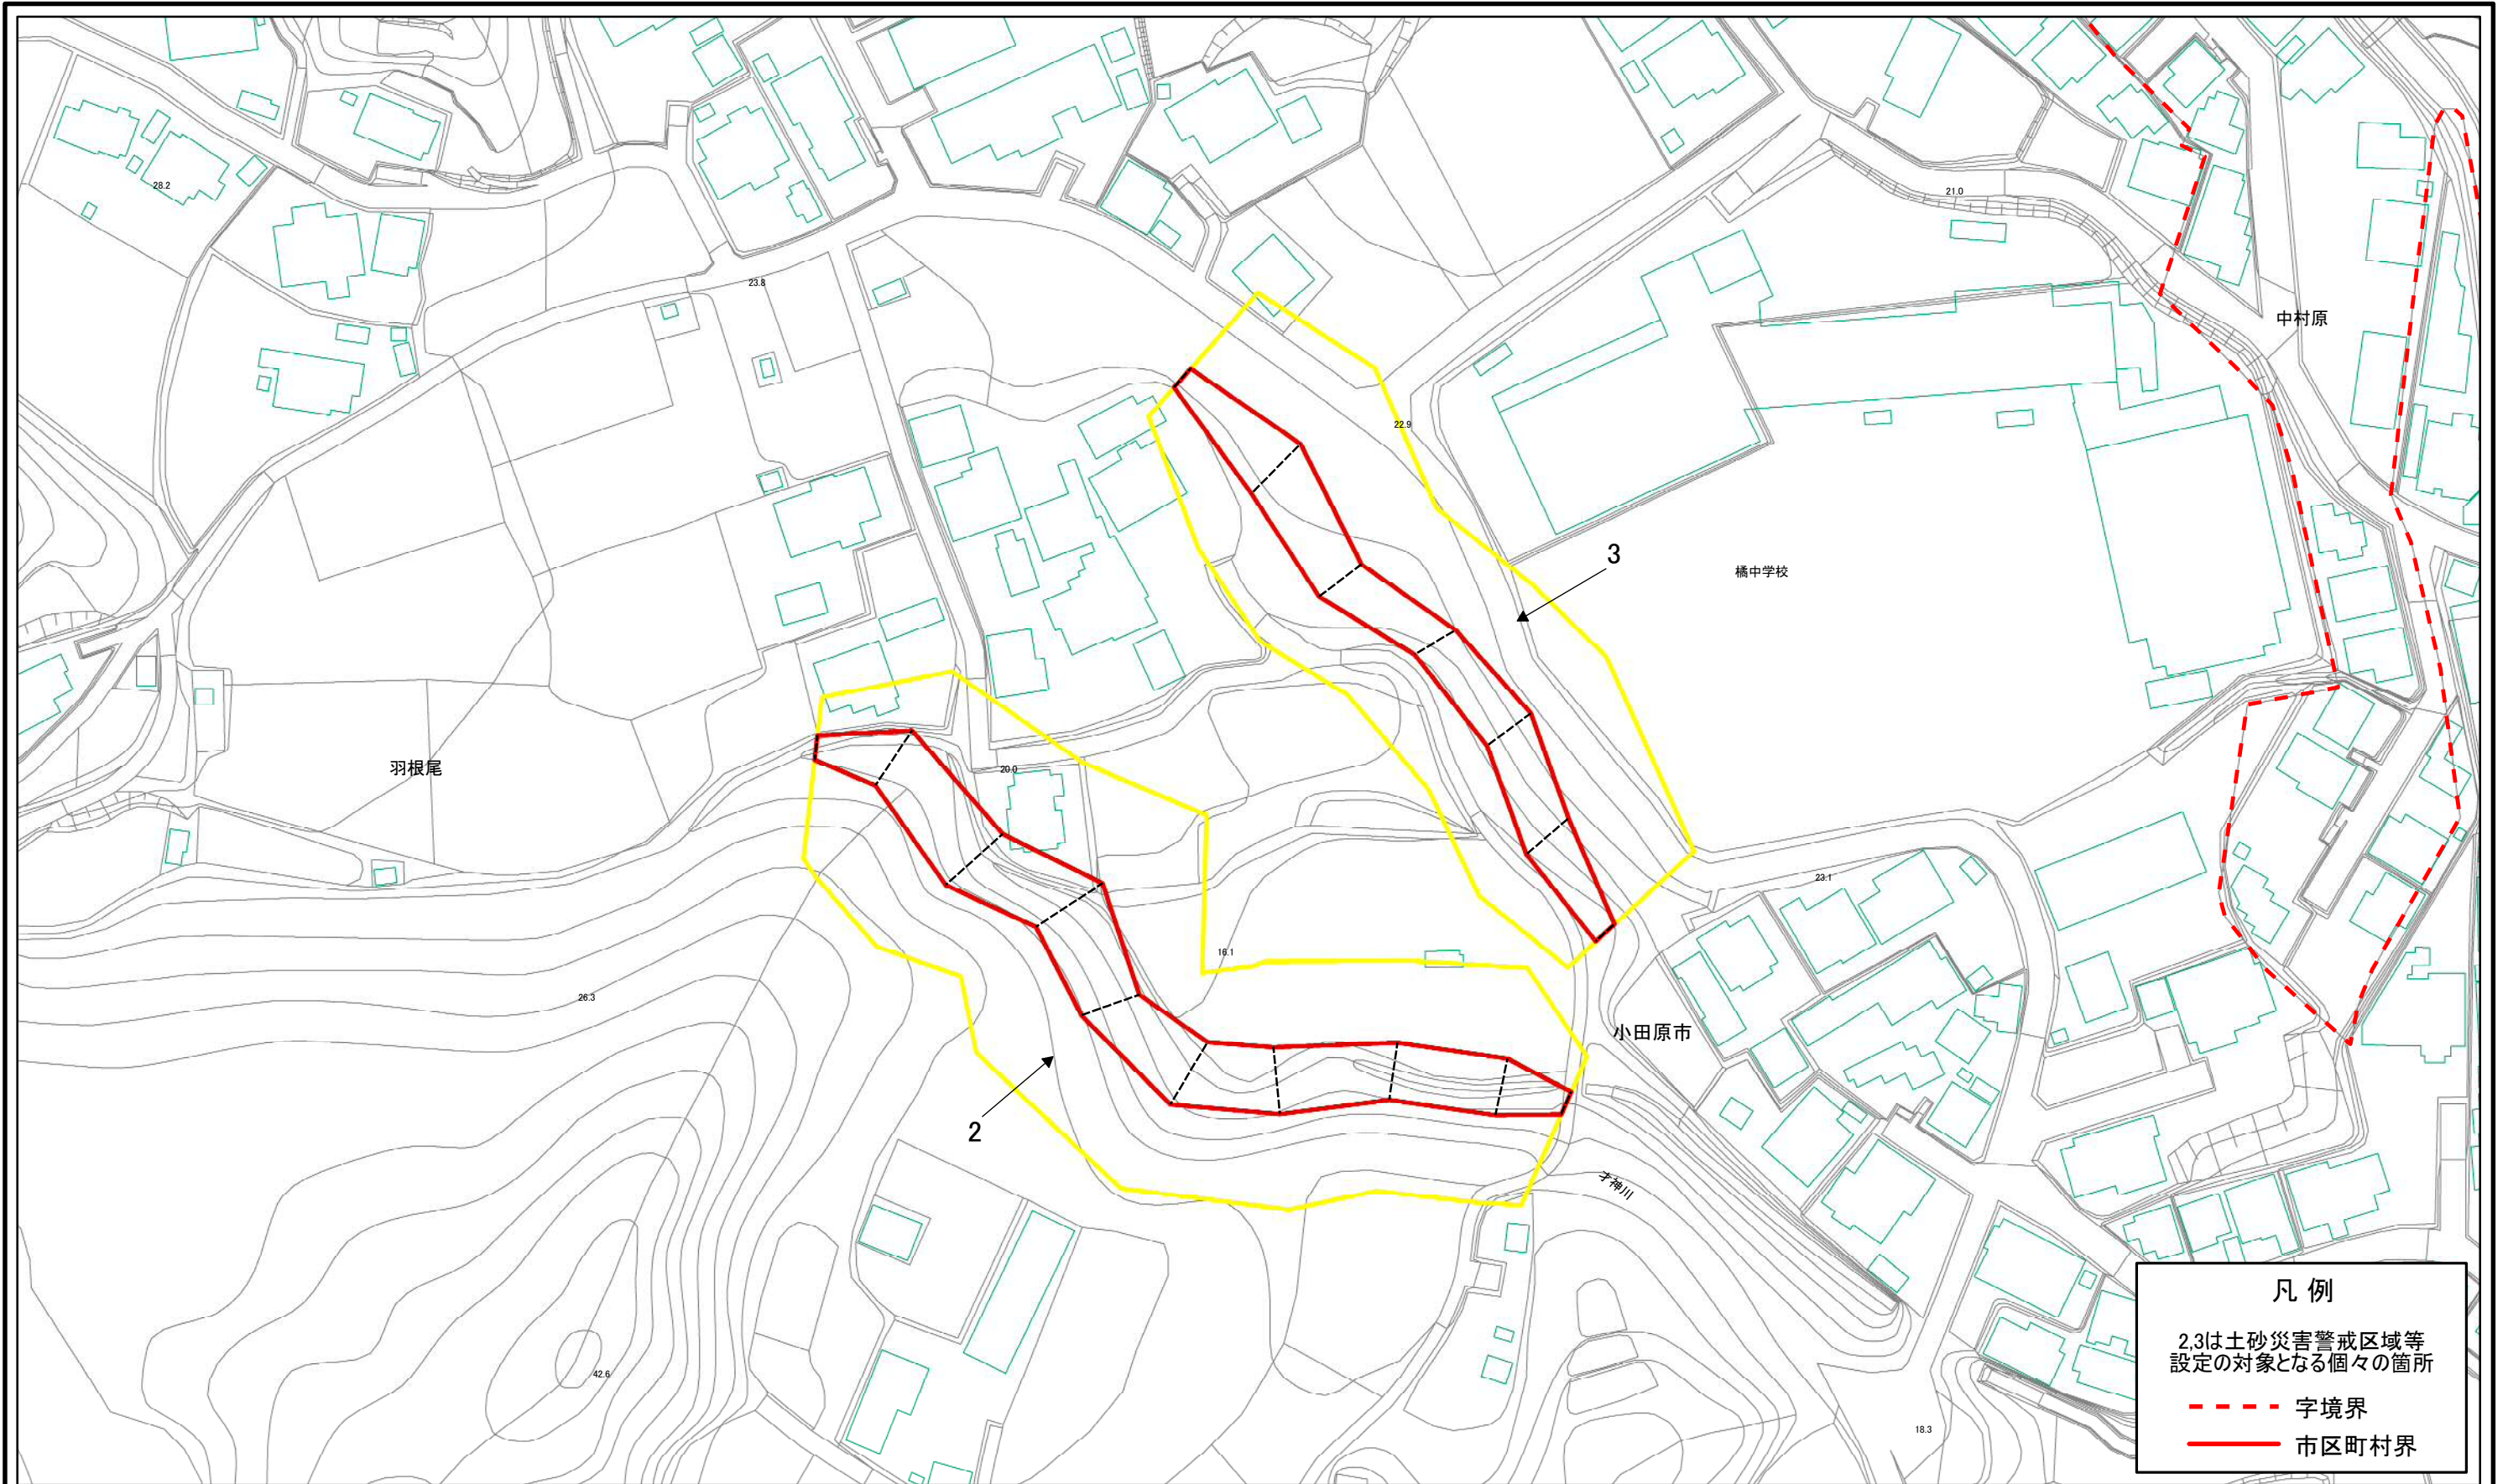 28.2
21.0
23.8
中村原
22.9
3
橘中学校
羽根尾
20.0
23.1
16.1
26.3
小田原市
2
才神川
42.6
18.3
凡例
2,3は土砂災害警戒区域等
設定の対象となる個々の箇所
字境界
市区町村界